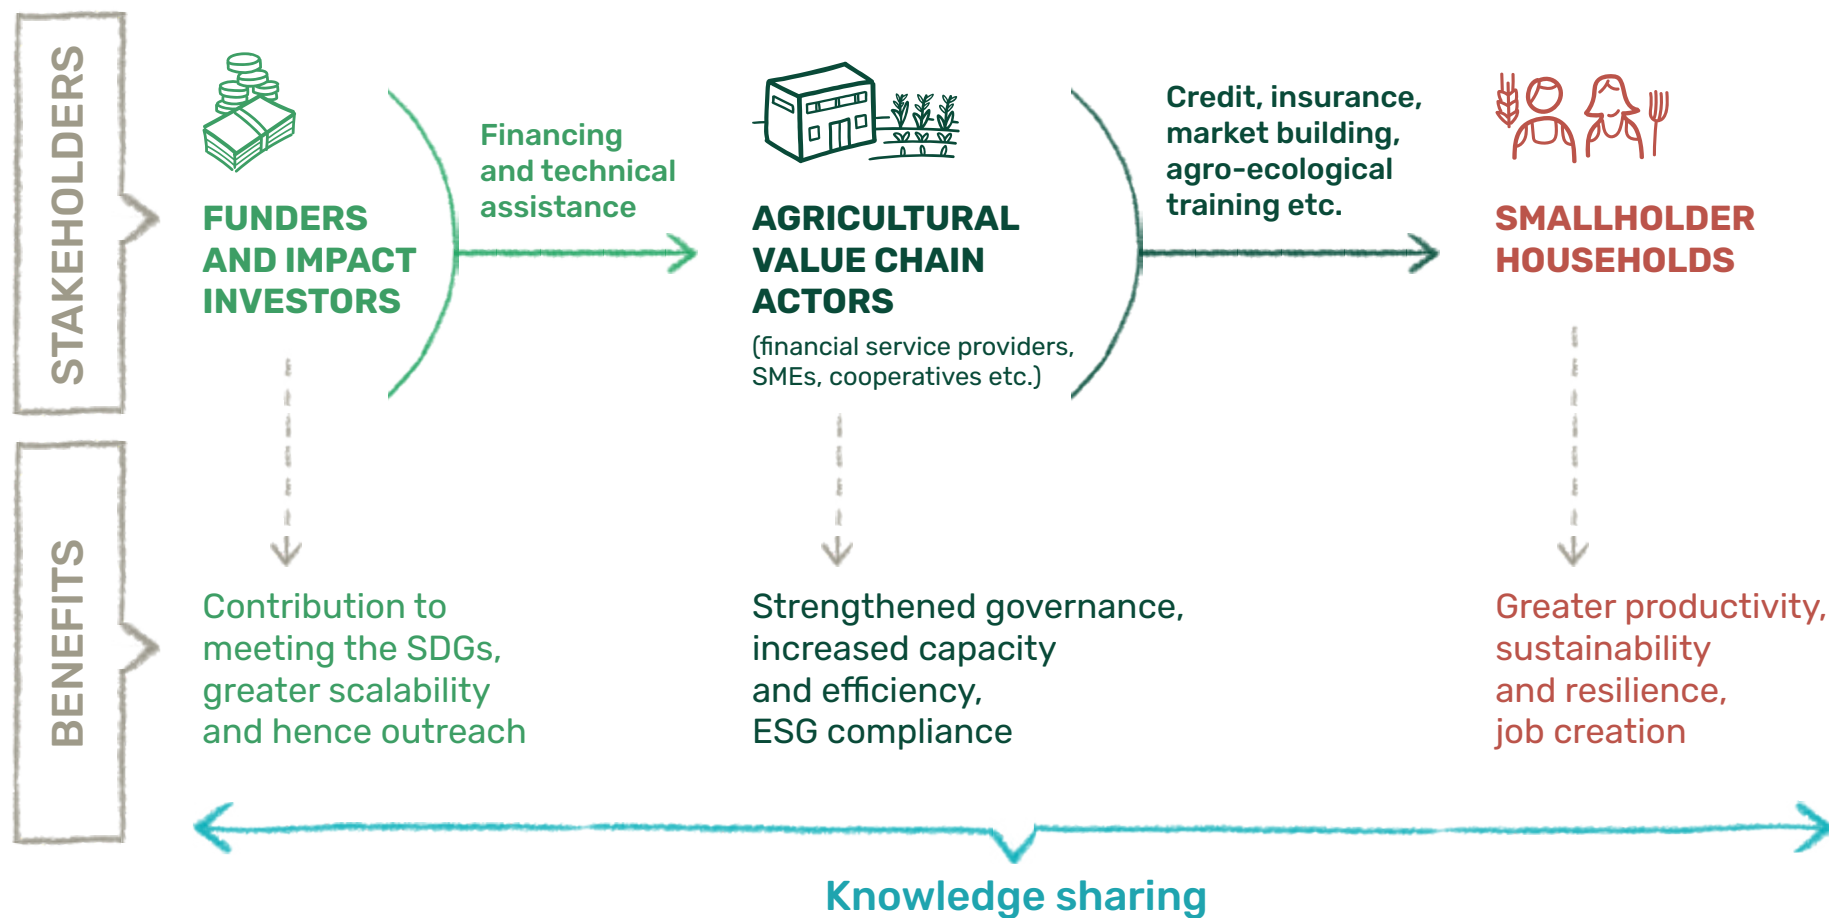 STAKEHOLDERS
FUNDERS
AND IMPACT
INVESTORS
Financing
and technical
assistance
AGRICULTURAL
VALUE CHAIN
ACTORS
(financial service providers,
SMEs, cooperatives etc.)
Credit, insurance,
market building,
agro-ecological
training etc.
SMALLHOLDER
HOUSEHOLDS
BENEFITS
Contribution to
meeting the SDGs,
greater scalability
and hence outreach
Strengthened governance,
increased capacity
and efficiency,
ESG compliance
Greater productivity,
sustainability
and resilience,
job creation
Knowledge sharing